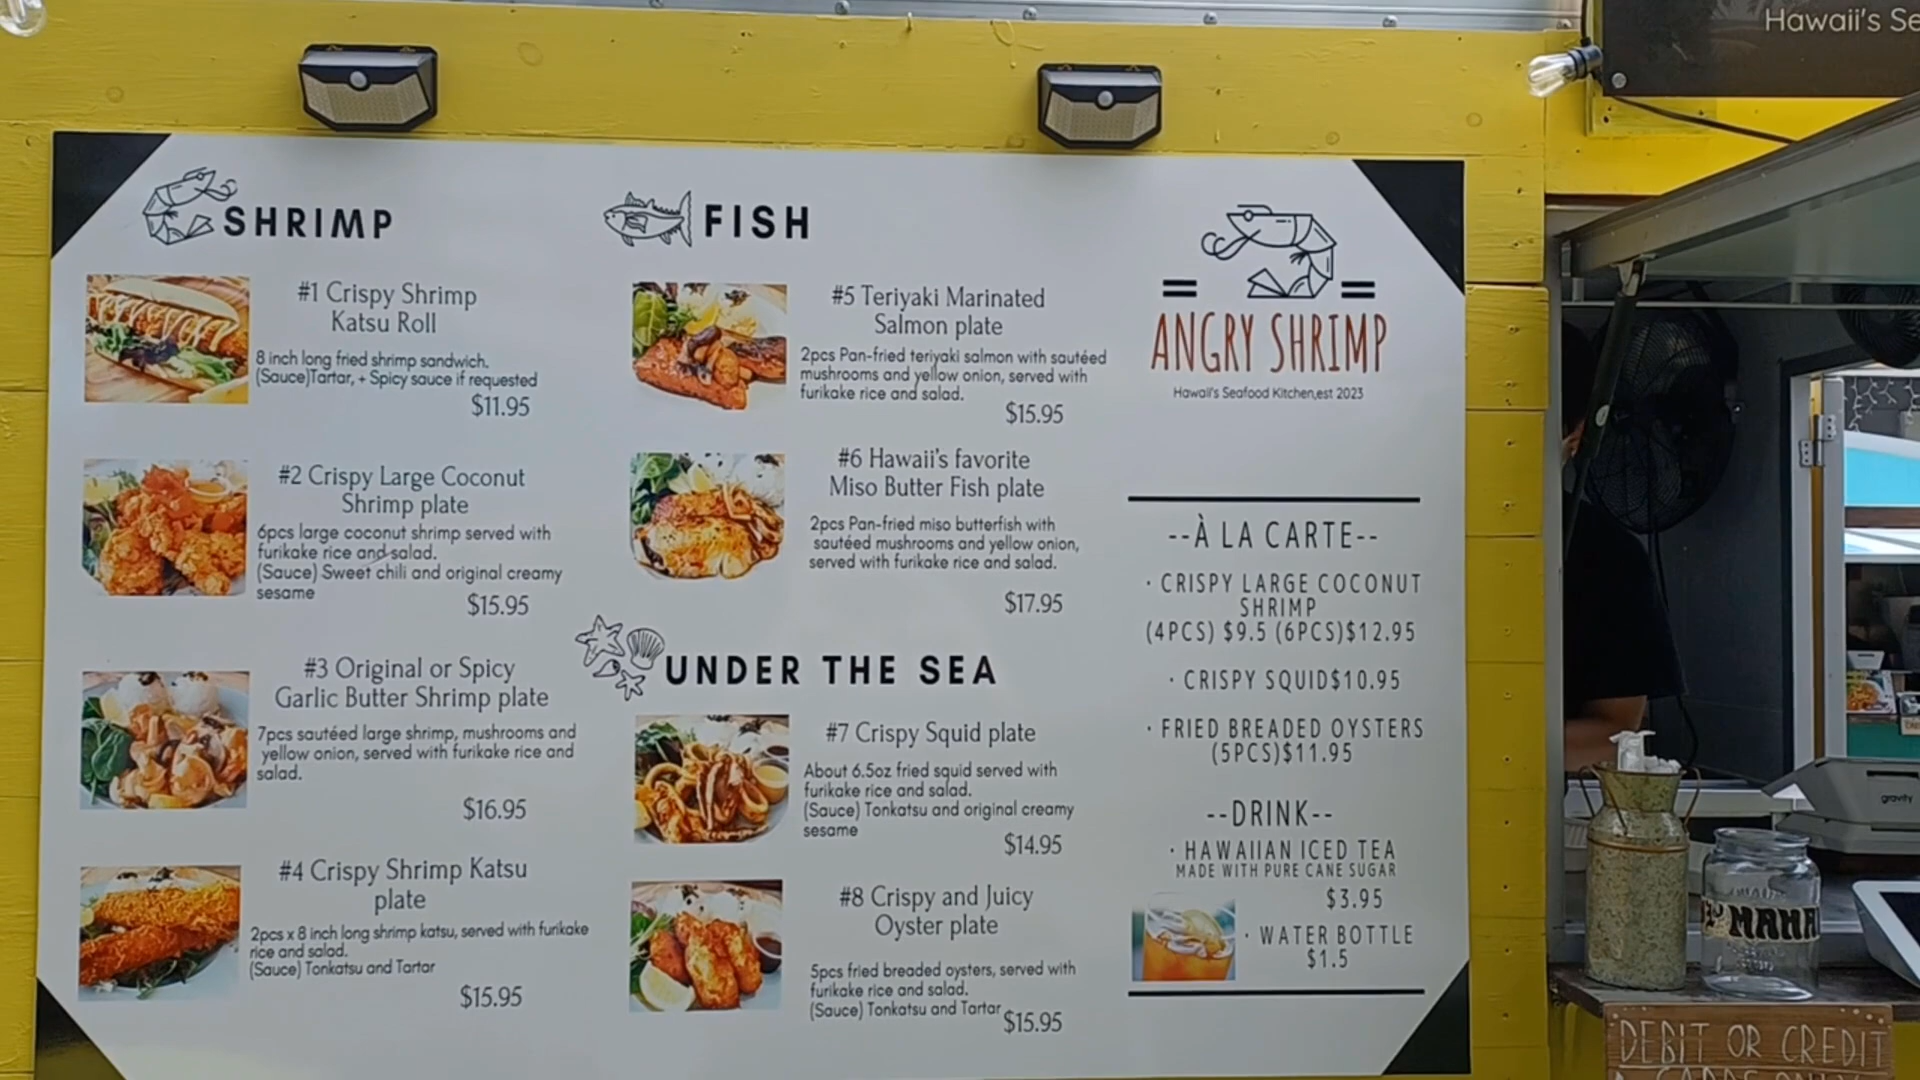 Hawaii's Se
SHRIMP
#1 Crispy Shrimp
Katsu Roll
8 inch long fried shrimp sandwich.
(Sauce)Tartar, + Spicy sauce if requested
$11.95
#2 Crispy Large Coconut
Shrimp plate
6pcs large coconut shrimp served with
furikake rice and salad.
(Sauce) Sweet chili and original creamy
sesame
$15.95
#3 Original or Spicy
Garlic Butter Shrimp plate
7pcs sautéed large shrimp, mushrooms and
yellow onion, served with furikake rice and
salad.
$16.95
#4 Crispy Shrimp Katsu
plate
2pcs x 8 inch long shrimp katsu, served with furikake
rice and salad.
(Sauce) Tonkatsu and Tartar
$15.95
FISH
#5 Teriyaki Marinated
Salmon plate
2pcs Pan-fried teriyaki salmon with sautéed
mushrooms and yellow onion, served with
furikake rice and salad.
$15.95
#6 Hawaii's favorite
Miso Butter Fish plate
2pcs Pan-fried miso butterfish with
sautéed mushrooms and yellow onion,
served with furikake rice and salad.
$17.95
UNDER THE SEA
#7 Crispy Squid plate
About 6.5oz fried squid served with
furikake rice and salad.
(Sauce) Tonkatsu and original creamy
sesame
$14.95
#8 Crispy and Juicy
Oyster plate
5pcs fried breaded oysters, served with
furikake rice and salad.
(Sauce) Tonkatsu and Tartar
$15.95
ANGRY SHRIMP
Hawaii's Seafood Kitchen,est 2023
--À LA CARTE--
· CRISPY LARGE COCONUT
SHRIMP
(4PCS) $9.5 (6PCS)$12.95
· CRISPY SQUID$10.95
· FRIED BREADED OYSTERS
(5PCS)$11.95
--DRINK--
· HAWAIIAN ICED TEA
MADE WITH PURE CANE SUGAR
$3.95
· WATER BOTTLE
$1.5
gravity
MAHA
DEBIT OR CREDIT
CARDS ONLY